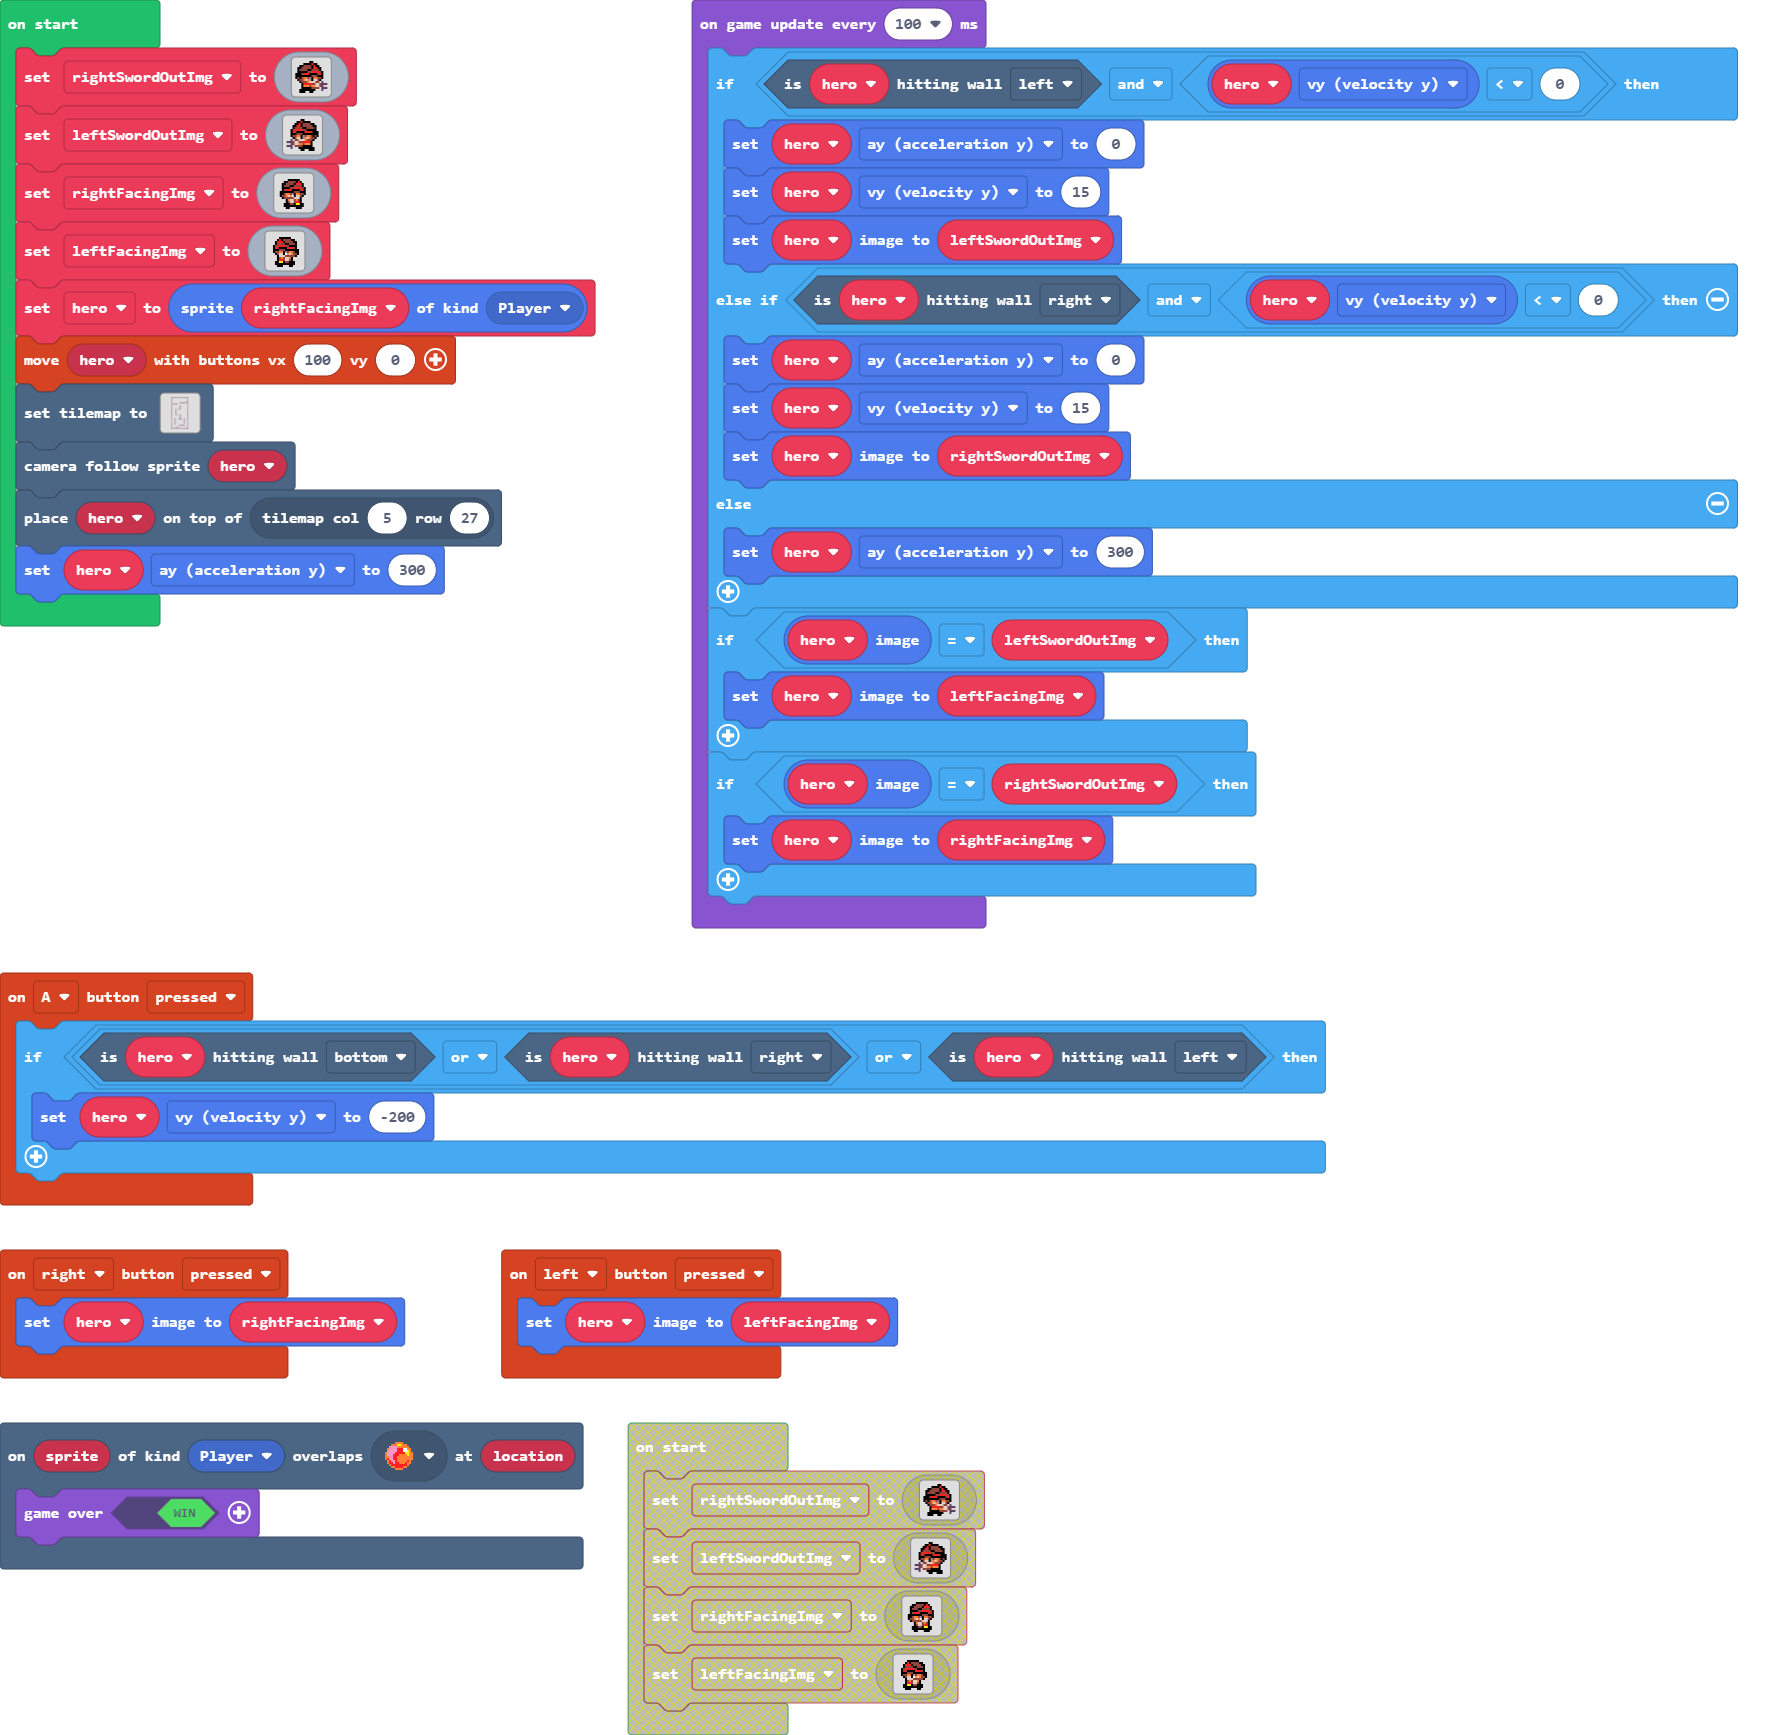 on start
set rightSwordOutImg to
set leftSwordOutImg to
set rightFacingImg to
set leftFacingImg to
set hero to sprite rightFacingImg of kind Player
move hero with buttons vx 100 vy 0
set tilemap to
camera follow sprite hero
place hero on top of tilemap col 5 row 27
set hero ay (acceleration y) to 300
on game update every 100 ms
if is hero hitting wall left and hero vy (velocity y) < 0 then
set hero ay (acceleration y) to 0
set hero vy (velocity y) to 15
set hero image to leftSwordOutImg
else if is hero hitting wall right and hero vy (velocity y) < 0 then
set hero ay (acceleration y) to 0
set hero vy (velocity y) to 15
set hero image to rightSwordOutImg
else
set hero ay (acceleration y) to 300
if hero image = leftSwordOutImg then
set hero image to leftFacingImg
if hero image = rightSwordOutImg then
set hero image to rightFacingImg
on A button pressed
if is hero hitting wall bottom or is hero hitting wall right or is hero hitting wall left then
set hero vy (velocity y) to -200
on right button pressed
set hero image to rightFacingImg
on left button pressed
set hero image to leftFacingImg
on sprite of kind Player overlaps at location
game over WIN
on start
set rightSwordOutImg to
set leftSwordOutImg to
set rightFacingImg to
set leftFacingImg to